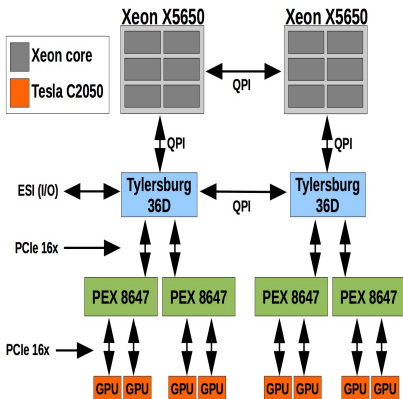 Xeon X5650 Xeon X5650
Xeon core
Tesla C2050
QPI
QPI QPI
ESI (I/O)
Tylersburg
36D
Tylersburg
36D
QPI
PCIe 16x
PEX 8647 PEX 8647 PEX 8647 PEX 8647
PCIe 16x
GPU GPU GPU GPU GPU GPU GPU GPU